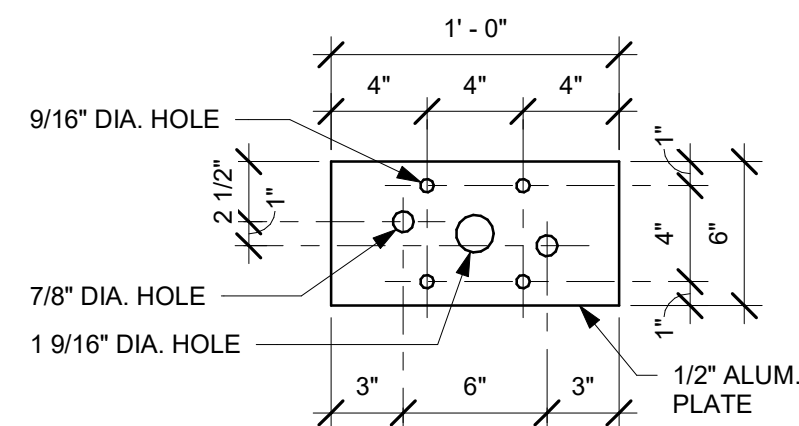 1' - 0"
4" 4" 4"
9/16" DIA. HOLE
1"
2 1/2"
1"
4"
6"
7/8" DIA. HOLE
1"
1 9/16" DIA. HOLE
3" 6" 3"
1/2" ALUM.
PLATE